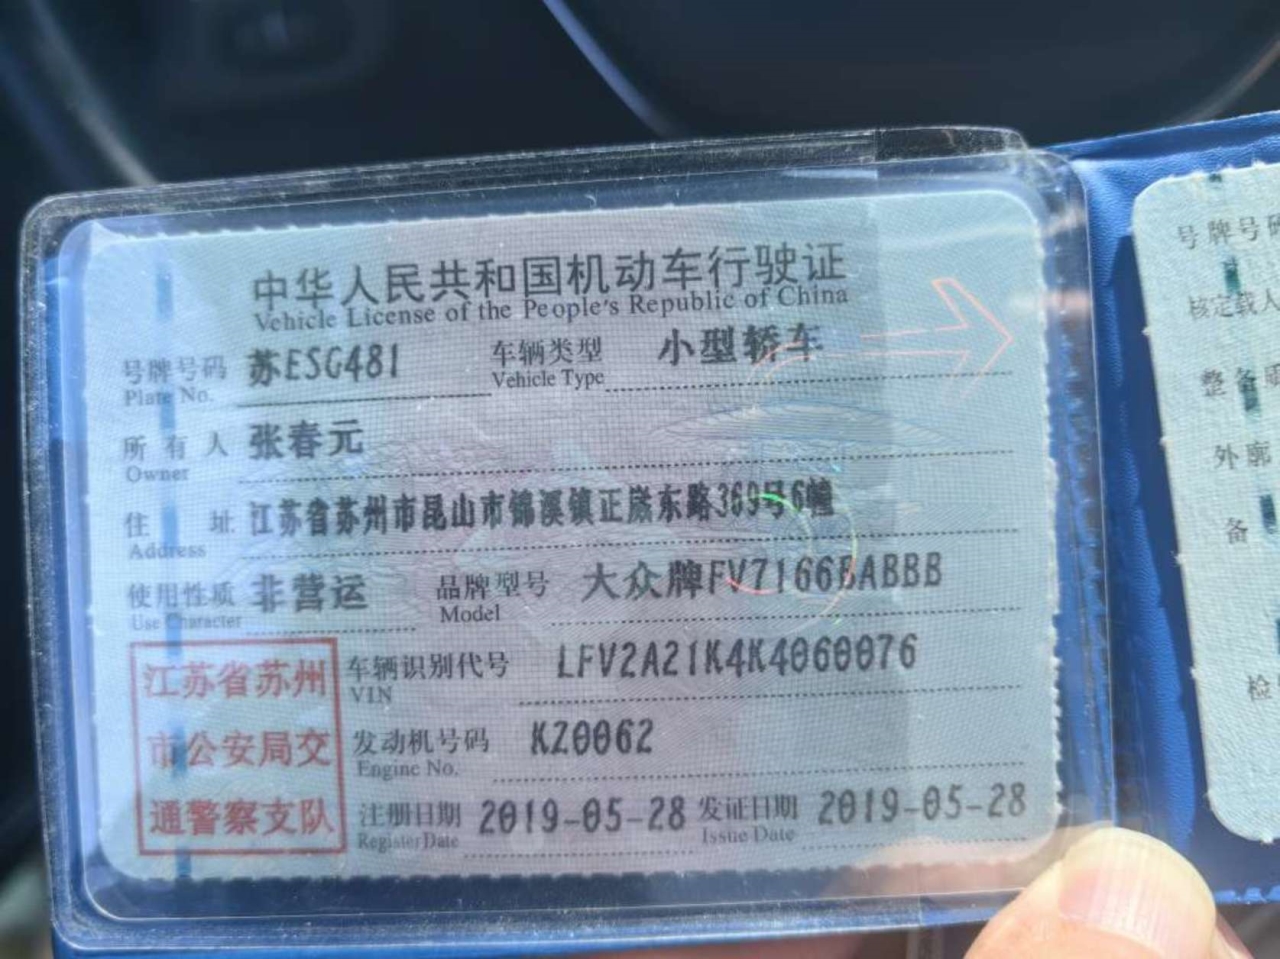 中华人民共和国机动车行驶证
Vehicle License of the People's Republic of China
号牌号码 苏ESG481 车辆类型 小型轿车
Plate No. Vehicle Type
所有人 张春元
Owner
住址 江苏省苏州市昆山市锦溪镇正崴东路369号6幢
Address
使用性质 非营运 品牌型号 大众牌FV7166BABBB
Use Character Model
江苏省苏州
市公安局交
通警察支队
车辆识别代号 LFV2A21K4K4060076
VIN
发动机号码 KZ0062
Engine No.
注册日期 2019-05-28 发证日期 2019-05-28
Register Date Issue Date
号牌号
核定载人
整备
外廓
备
检